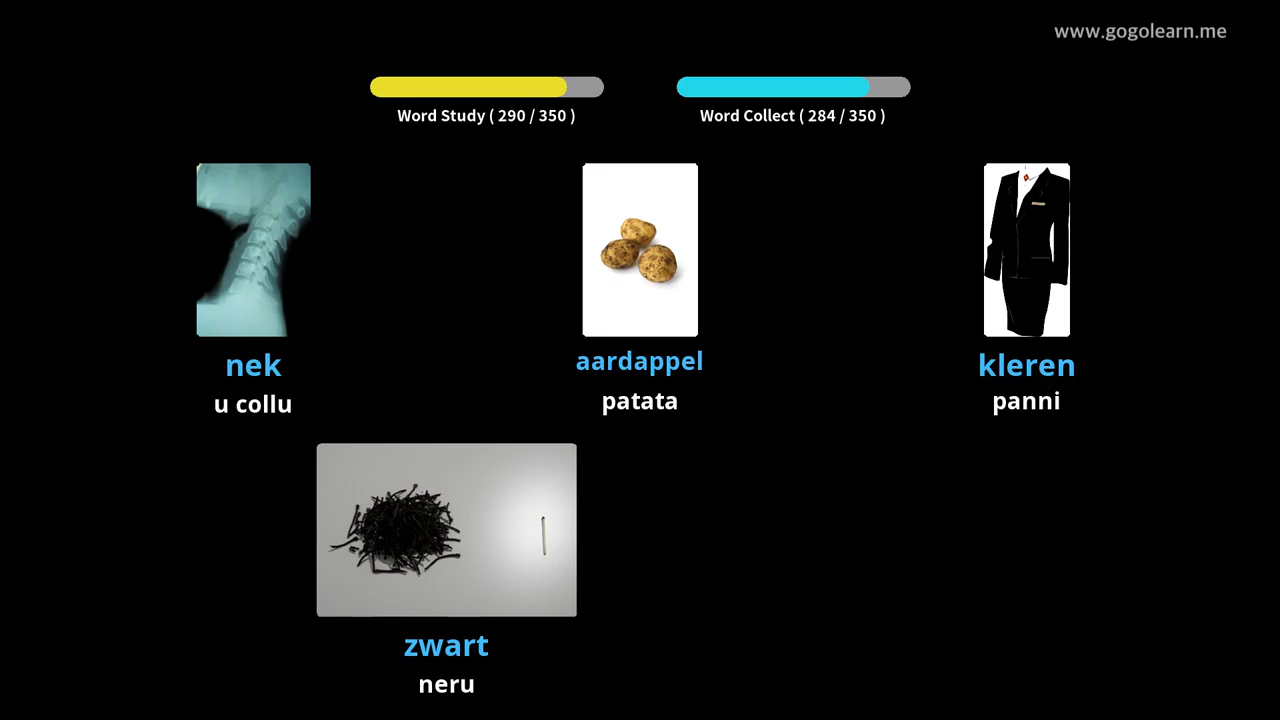 www.gogolearn.me
Word Study ( 290 / 350 )
Word Collect ( 284 / 350 )
nek
u collu
aardappel
patata
kleren
panni
zwart
neru